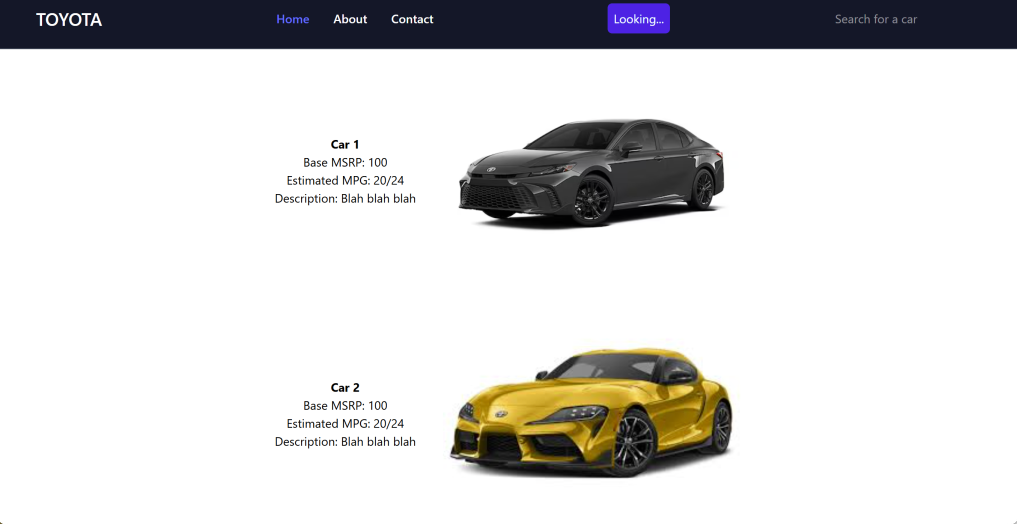 TOYOTA
Home
About
Contact
Looking...
Search for a car
Car 1
Base MSRP: 100
Estimated MPG: 20/24
Description: Blah blah blah
Car 2
Base MSRP: 100
Estimated MPG: 20/24
Description: Blah blah blah